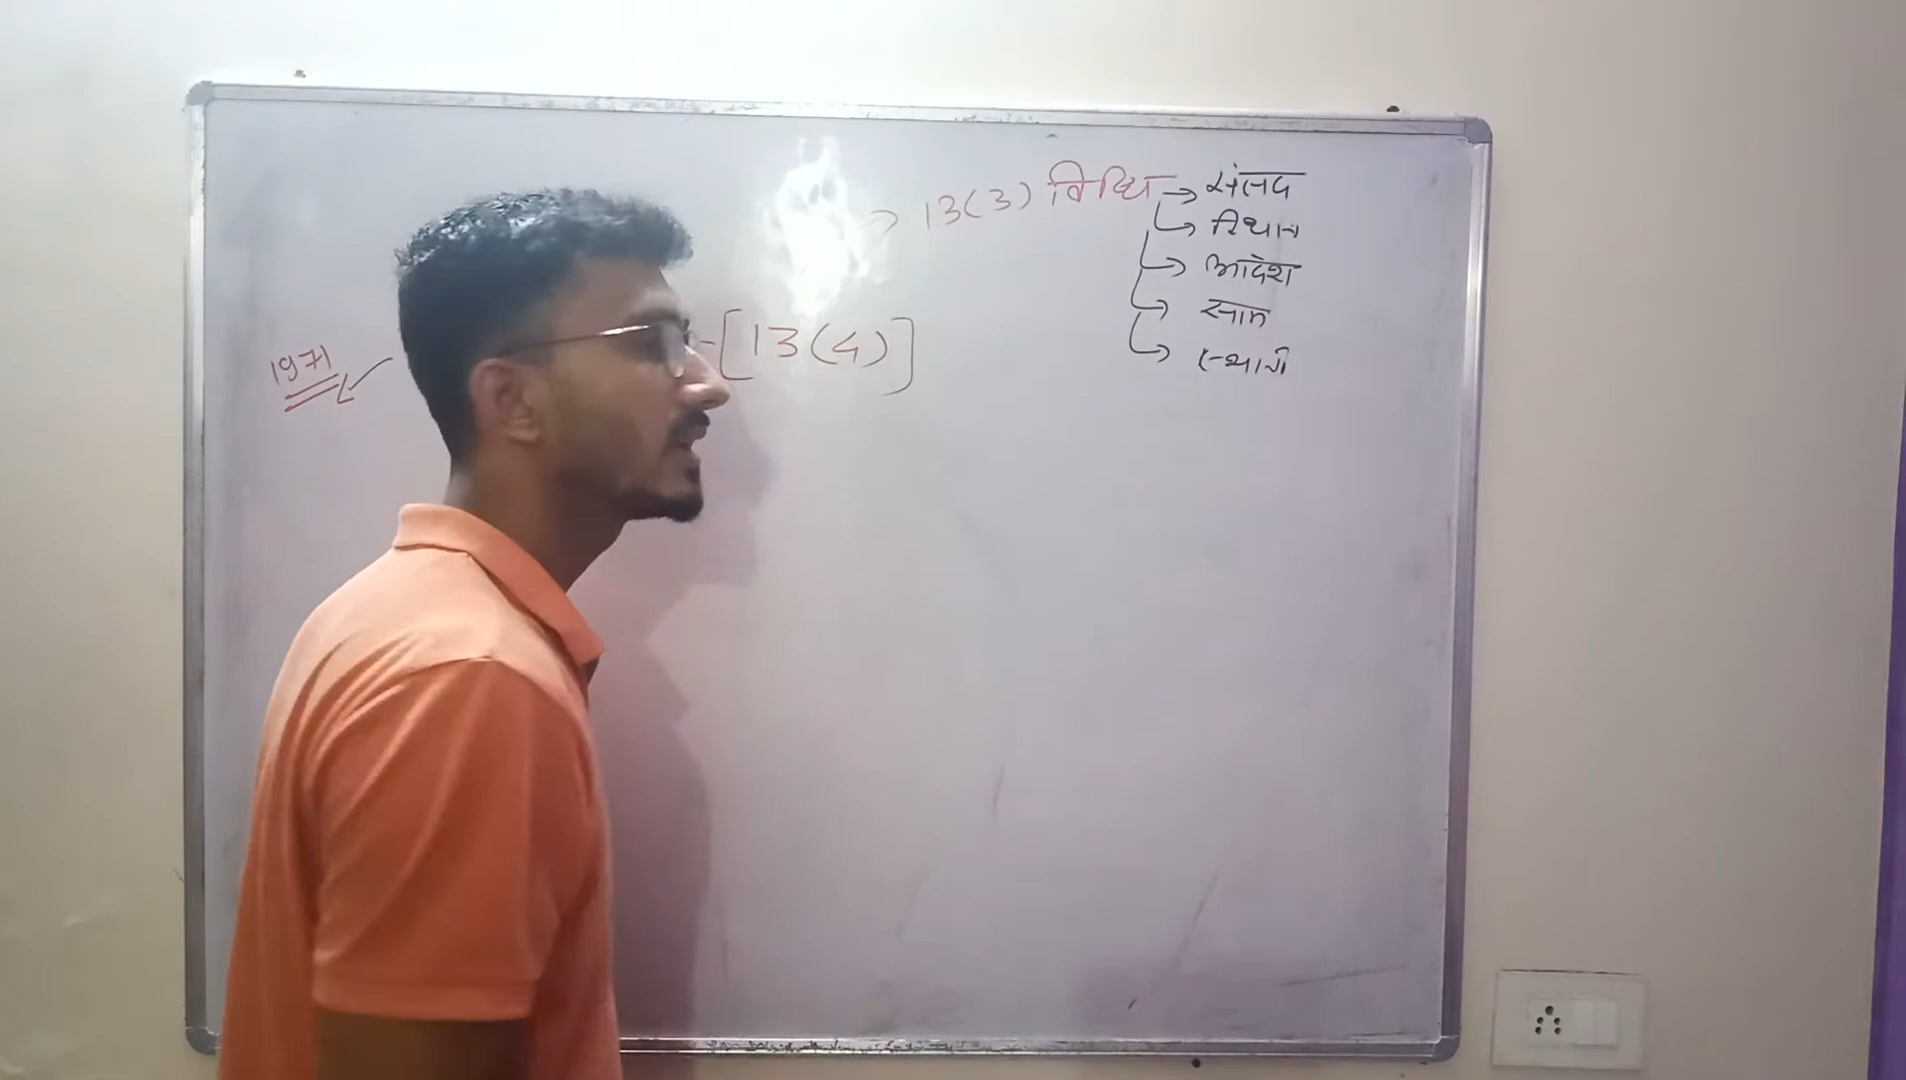 → 13(3) विधि → संसद
↳ विधान
↳ आदेश
1971
[13(4)]